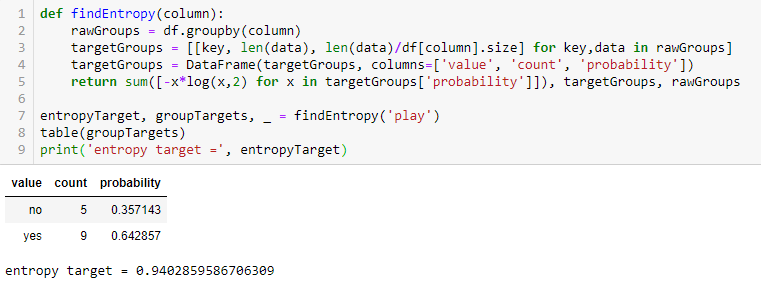 1 def findEntropy(column):
2     rawGroups = df.groupby(column)
3     targetGroups = [[key, len(data), len(data)/df[column].size] for key,data in rawGroups]
4     targetGroups = DataFrame(targetGroups, columns=['value', 'count', 'probability'])
5     return sum([-x*log(x,2) for x in targetGroups['probability']]), targetGroups, rawGroups
6
7 entropyTarget, groupTargets, _ = findEntropy('play')
8 table(groupTargets)
9 print('entropy target =', entropyTarget)
value count probability
no 5 0.357143
yes 9 0.642857
entropy target = 0.9402859586706309